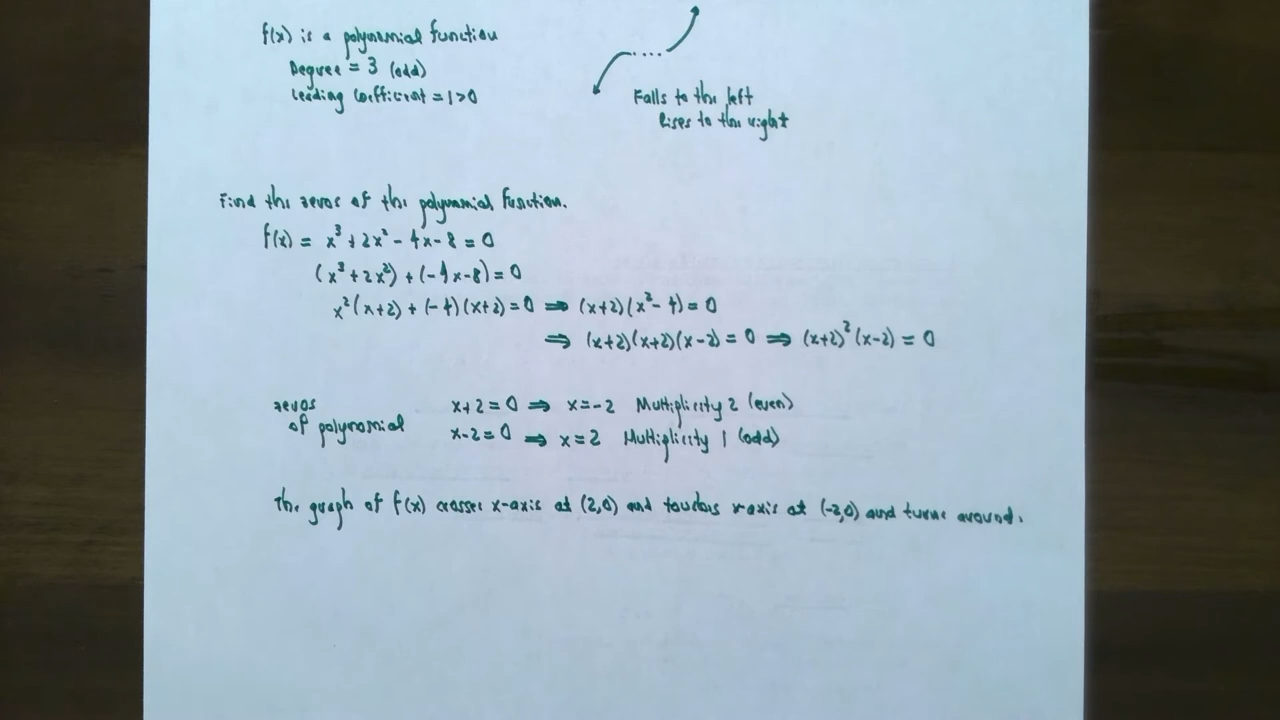 f(x) is a polynomial function
Degree = 3 (odd)
Leading Coefficient = 1 > 0
Falls to the left
Rises to the right
Find the zeros of the polynomial function.
f(x) = x³ + 2x² - 4x - 8 = 0
(x³ + 2x²) + (-4x - 8) = 0
x²(x+2) + (-4)(x+2) = 0 ⇒ (x+2)(x² - 4) = 0
⇒ (x+2)(x+2)(x-2) = 0 ⇒ (x+2)²(x-2) = 0
zeros of polynomial
x+2 = 0 ⇒ x = -2 Multiplicity 2 (even)
x-2 = 0 ⇒ x = 2 Multiplicity 1 (odd)
The graph of f(x) crosses x-axis at (2,0) and touches x-axis at (-2,0) and turns around.